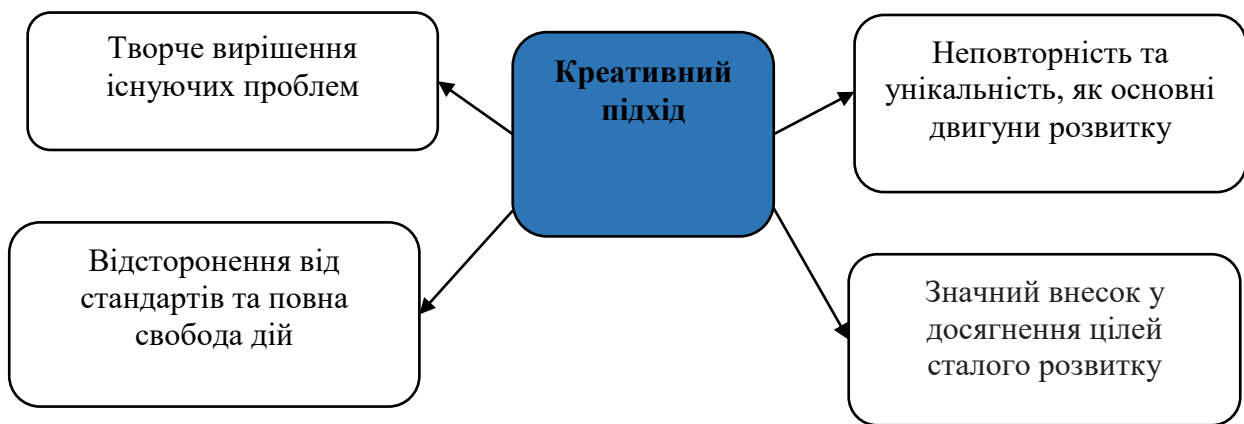 Творче вирішення
існуючих проблем
Креативний
підхід
Неповторність та
унікальність, як основні
двигуни розвитку
Відсторонення від
стандартів та повна
свобода дій
Значний внесок у
досягнення цілей
сталого розвитку